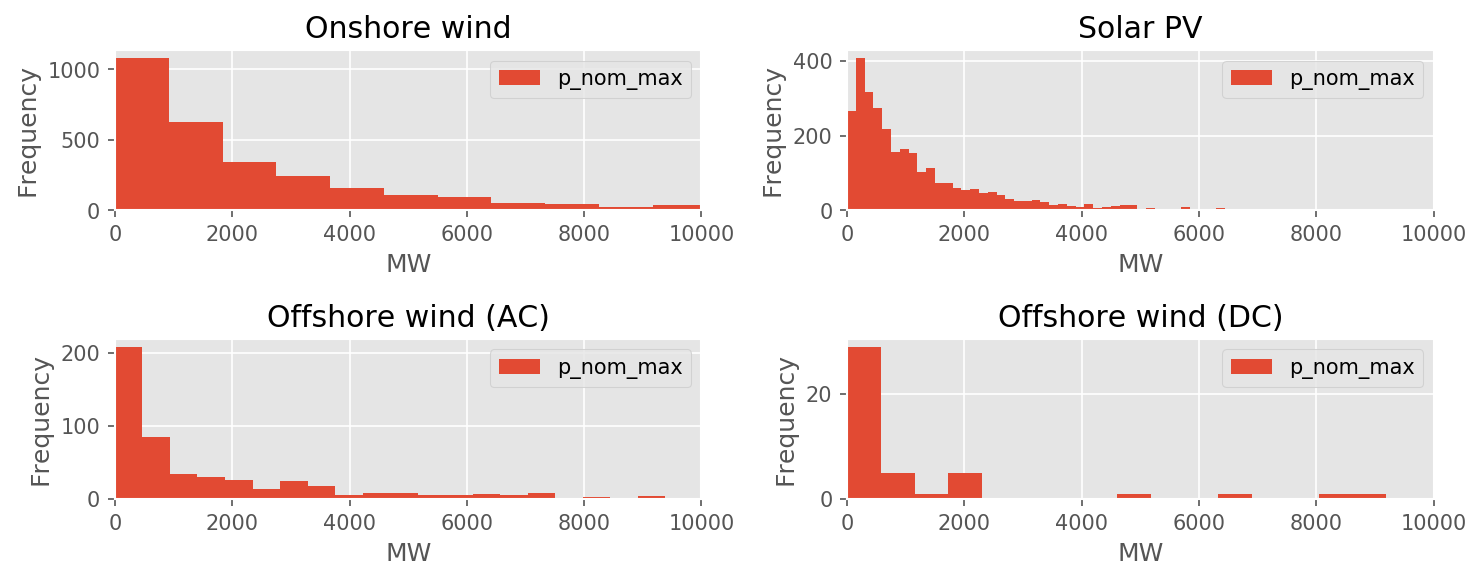 Onshore wind
Frequency
1000
500
0
p_nom_max
0 2000 4000 6000 8000 10000
MW
Solar PV
Frequency
400
200
0
p_nom_max
0 2000 4000 6000 8000 10000
MW
Offshore wind (AC)
Frequency
200
100
0
p_nom_max
0 2000 4000 6000 8000 10000
MW
Offshore wind (DC)
Frequency
20
0
p_nom_max
0 2000 4000 6000 8000 10000
MW